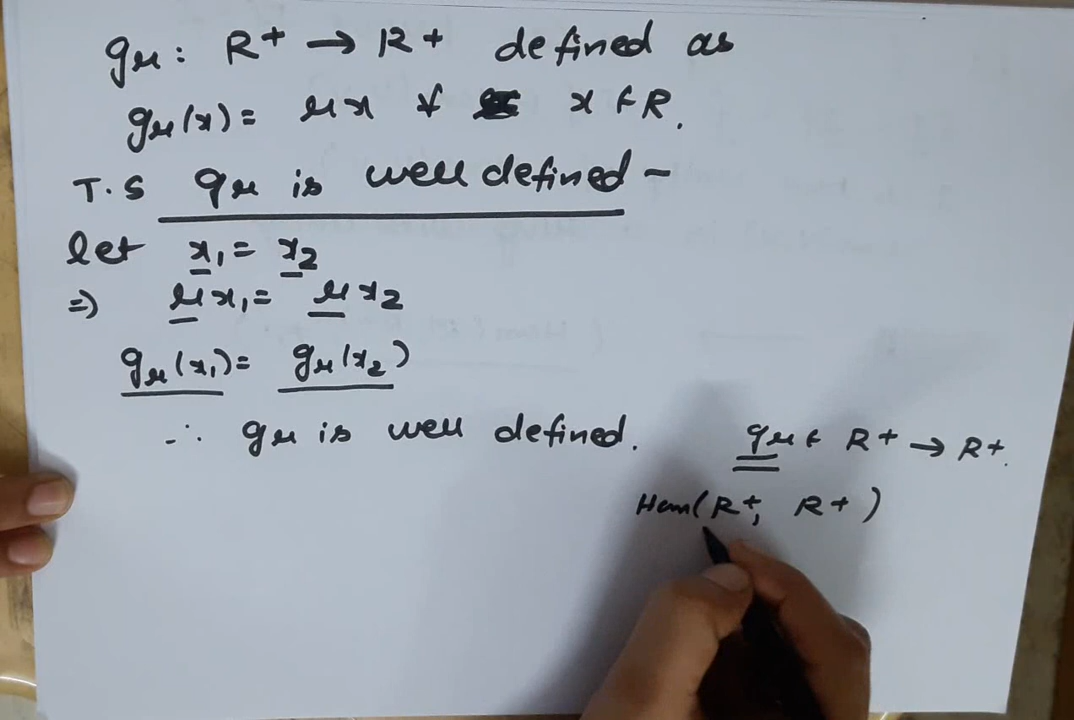 gμ: R+ → R+ defined as
gμ(x) = μx ∀ x ∈ R.
T.S gμ is well defined -
let x1 = x2
⇒) μx1 = μx2
gμ(x1) = gμ(x2)
∴ gμ is well defined.
gμ ∈ R+ → R+.
Hom(R+, R+)